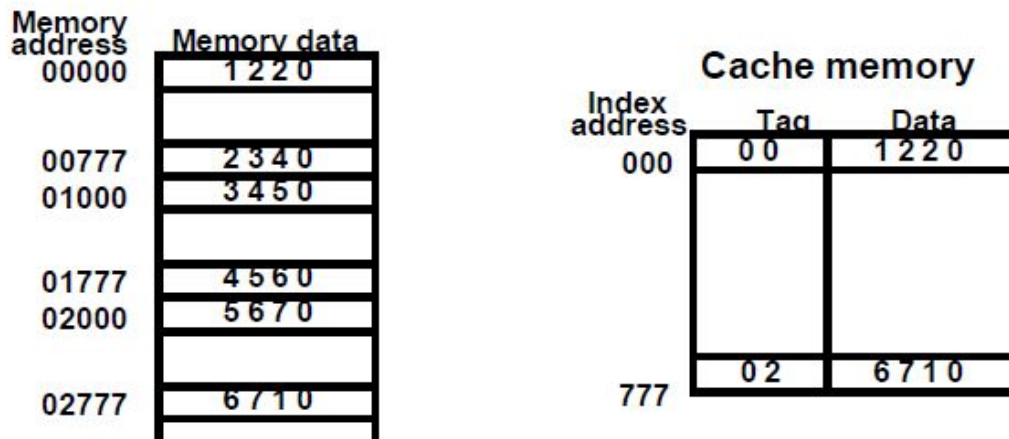 Memory
address Memory data
00000 1 2 2 0
00777 2 3 4 0
01000 3 4 5 0
01777 4 5 6 0
02000 5 6 7 0
02777 6 7 1 0
Cache memory
Index
address Tag Data
000 0 0 1 2 2 0
0 2 6 7 1 0
777